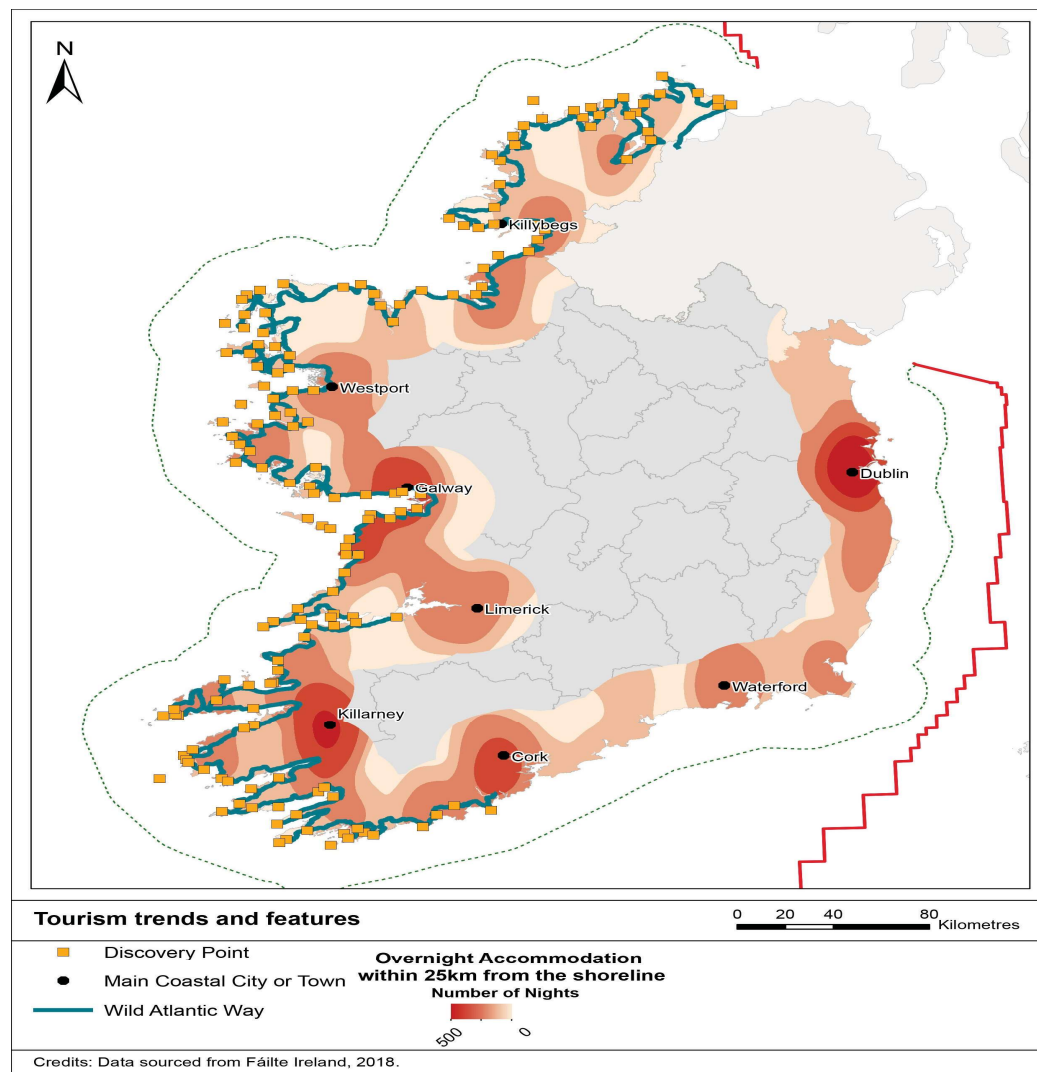 N
Killybegs
Westport
Galway
Dublin
Limerick
Waterford
Killarney
Cork
Tourism trends and features
0 20 40 80 Kilometres
Discovery Point
Main Coastal City or Town
Wild Atlantic Way
Overnight Accommodation
within 25km from the shoreline
Number of Nights
500 0
Credits: Data sourced from Fáilte Ireland, 2018.